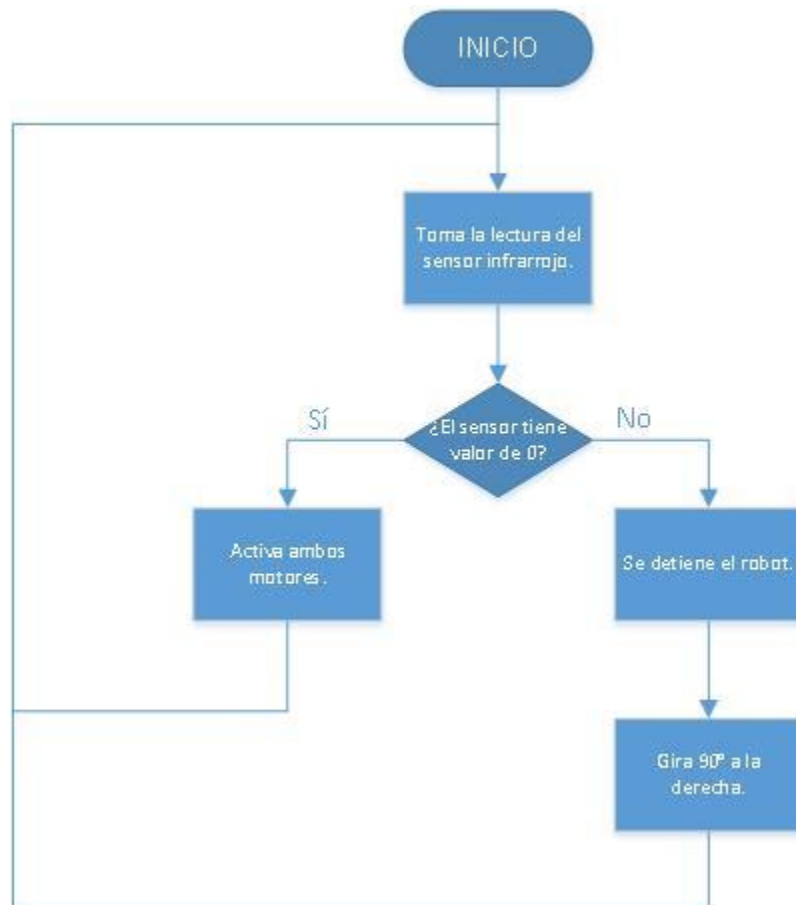 INICIO
Toma la lectura del
sensor infrarrojo.
¿El sensor tiene
valor de 0?
Sí
No
Activa ambos
motores.
Se detiene el robot.
Gira 90º a la
derecha.